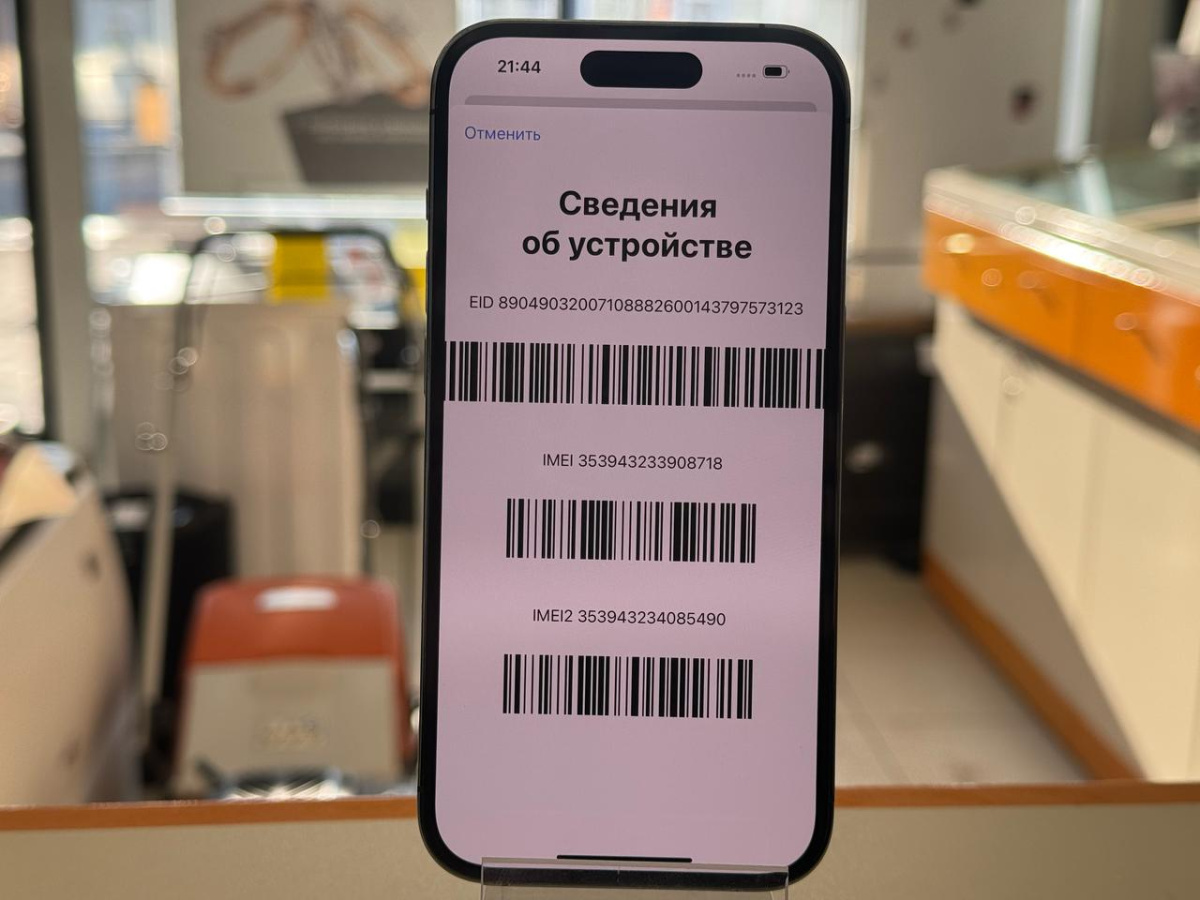 21:44
Отменить
Сведения
об устройстве
EID 89049032007108882600143797573123
IMEI 353943233908718
IMEI2 353943234085490